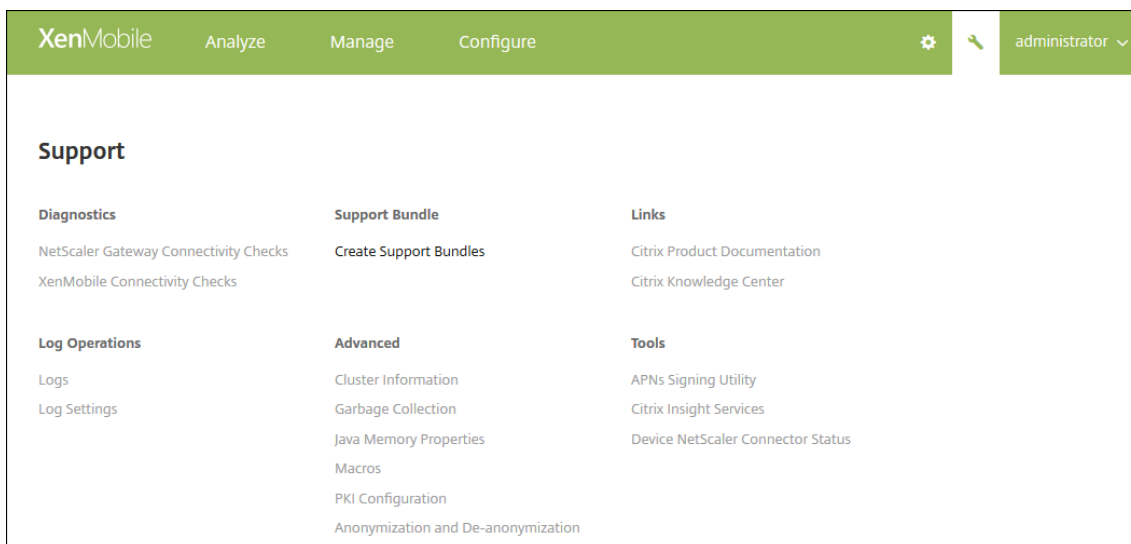 XenMobile Analyze Manage Configure administrator
Support
Diagnostics
NetScaler Gateway Connectivity Checks
XenMobile Connectivity Checks
Support Bundle
Create Support Bundles
Links
Citrix Product Documentation
Citrix Knowledge Center
Log Operations
Logs
Log Settings
Advanced
Cluster Information
Garbage Collection
Java Memory Properties
Macros
PKI Configuration
Anonymization and De-anonymization
Tools
APNs Signing Utility
Citrix Insight Services
Device NetScaler Connector Status